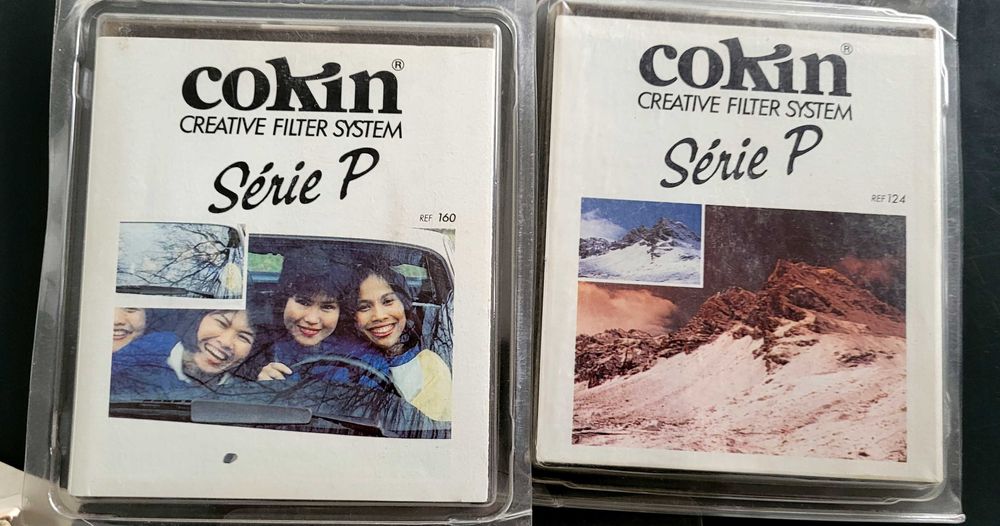 cokin®
CREATIVE FILTER SYSTEM
Série P
REF 160
cokin®
CREATIVE FILTER SYSTEM
Série P
REF 124